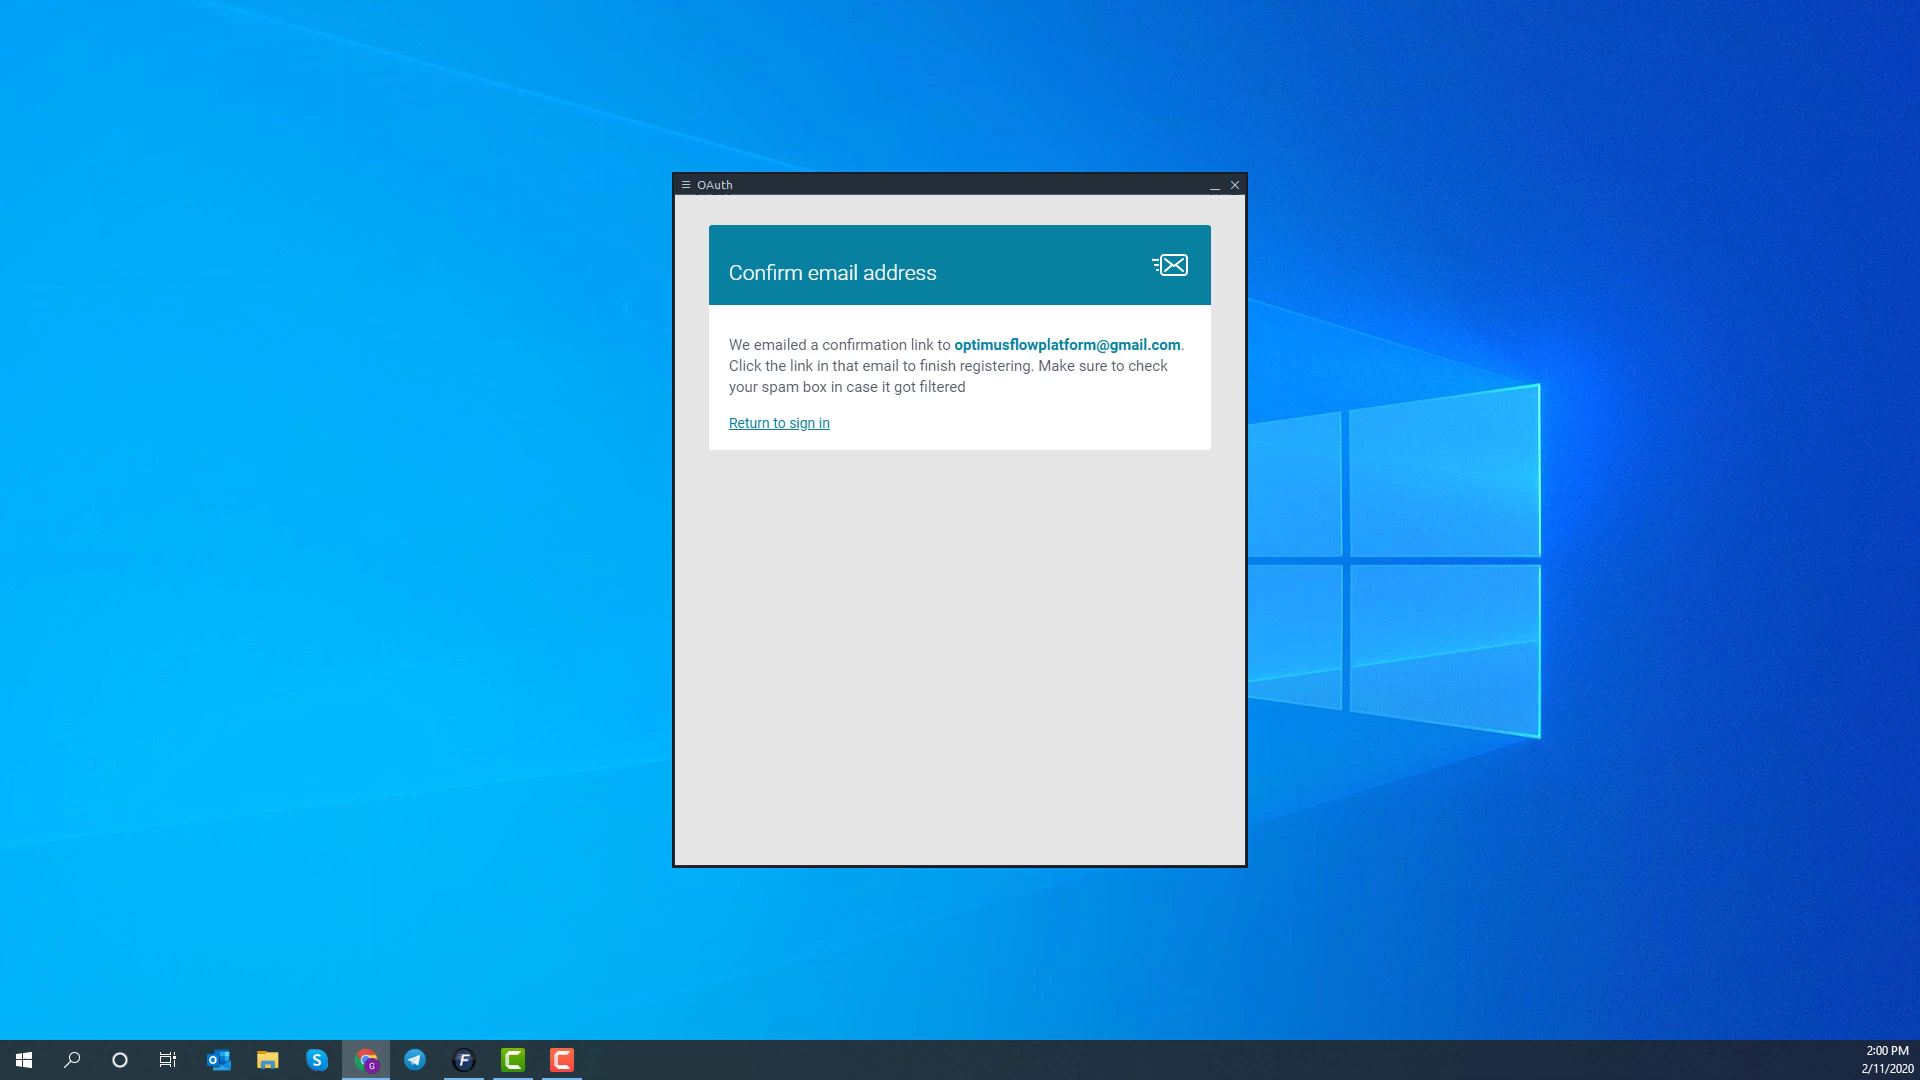 OAuth
Confirm email address
We emailed a confirmation link to optimusflowplatform@gmail.com.
Click the link in that email to finish registering. Make sure to check
your spam box in case it got filtered
Return to sign in
2:00 PM
2/11/2020